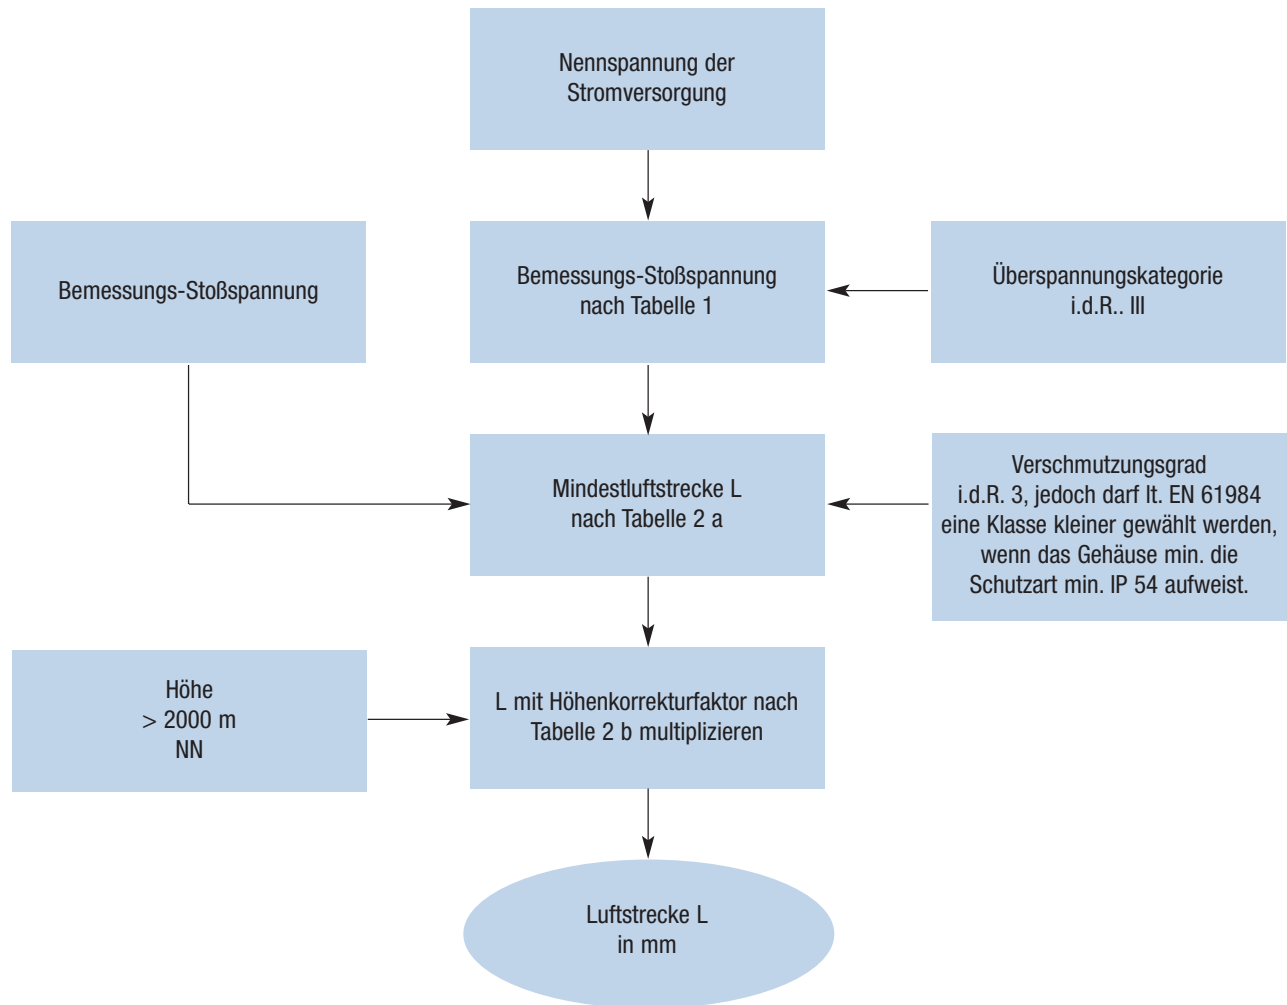 Nennspannung der
Stromversorgung
Bemessungs-Stoßspannung
Bemessungs-Stoßspannung
nach Tabelle 1
Überspannungskategorie
i.d.R.. III
Mindestluftstrecke L
nach Tabelle 2 a
Verschmutzungsgrad
i.d.R. 3, jedoch darf lt. EN 61984
eine Klasse kleiner gewählt werden,
wenn das Gehäuse min. die
Schutzart min. IP 54 aufweist.
Höhe
> 2000 m
NN
L mit Höhenkorrekturfaktor nach
Tabelle 2 b multiplizieren
Luftstrecke L
in mm